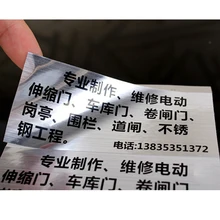 专业制作、维修电动
伸缩门、车库门、卷闸门、
岗亭、围栏、道闸、不锈
钢工程。
电话:13835351372
专业制作、维修电动
伸缩门、车库门、卷闸门